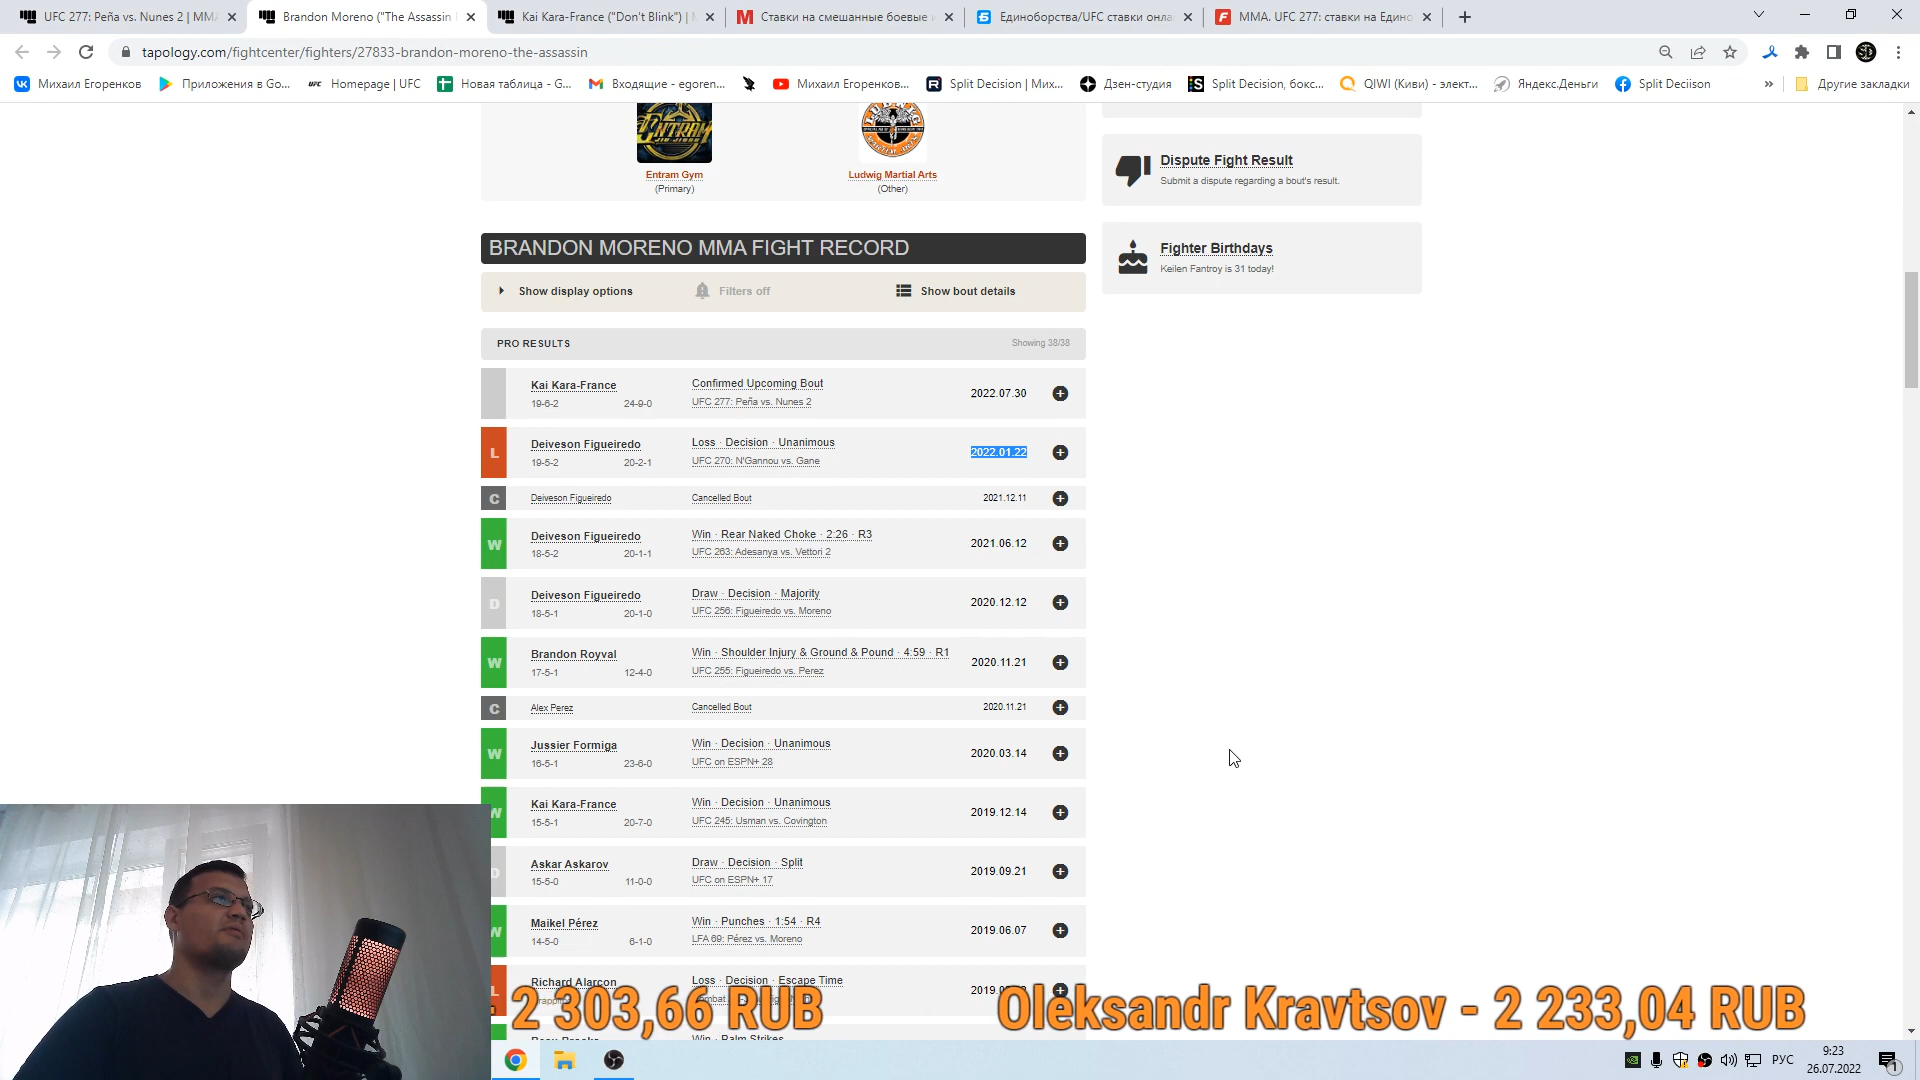 UFC 277: Peña vs. Nunes 2 | MMA
Brandon Moreno ("The Assassin
Kai Kara-France ("Don't Blink") |
Ставки на смешанные боевые
Единоборства/UFC ставки онла
ММА. UFC 277: ставки на Едино
tapology.com/fightcenter/fighters/27833-brandon-moreno-the-assassin
Михаил Егоренков
Приложения в Go...
Homepage | UFC
Новая таблица - G...
Входящие - egoren...
Михаил Егоренков...
Split Decision | Мих...
Дзен-студия
Split Decision, бокс...
QIWI (Киви) - элект...
Яндекс.Деньги
Split Deciison
»
Другие закладки
ENTRAM
Entram Gym
(Primary)
Ludwig Martial Arts
(Other)
Dispute Fight Result
Submit a dispute regarding a bout's result.
Fighter Birthdays
Keilen Fantroy is 31 today!
BRANDON MORENO MMA FIGHT RECORD
Show display options
Filters off
Show bout details
PRO RESULTS
Showing 38/38
Kai Kara-France
Confirmed Upcoming Bout
2022.07.30
19-6-2
24-9-0
UFC 277: Peña vs. Nunes 2
L
Deiveson Figueiredo
Loss · Decision · Unanimous
2022.01.22
19-5-2
20-2-1
UFC 270: N'Gannou vs. Gane
C
Deiveson Figueiredo
Cancelled Bout
2021.12.11
W
Deiveson Figueiredo
Win · Rear Naked Choke · 2:26 · R3
2021.06.12
18-5-2
20-1-1
UFC 263: Adesanya vs. Vettori 2
D
Deiveson Figueiredo
Draw · Decision · Majority
2020.12.12
18-5-1
20-1-0
UFC 256: Figueiredo vs. Moreno
W
Brandon Royval
Win · Shoulder Injury & Ground & Pound · 4:59 · R1
2020.11.21
17-5-1
12-4-0
UFC 255: Figueiredo vs. Perez
C
Alex Perez
Cancelled Bout
2020.11.21
W
Jussier Formiga
Win · Decision · Unanimous
2020.03.14
16-5-1
23-6-0
UFC on ESPN+ 28
W
Kai Kara-France
Win · Decision · Unanimous
2019.12.14
15-5-1
20-7-0
UFC 245: Usman vs. Covington
D
Askar Askarov
Draw · Decision · Split
2019.09.21
15-5-0
11-0-0
UFC on ESPN+ 17
W
Maikel Pérez
Win · Punches · 1:54 · R4
2019.06.07
14-5-0
6-1-0
LFA 69: Pérez vs. Moreno
L
Richard Alarcon
Loss · Decision · Escape Time
2 303,66 RUB
Oleksandr Kravtsov - 2 233,04 RUB
Win · Palm Strikes
РУС
9:23
26.07.2022
1